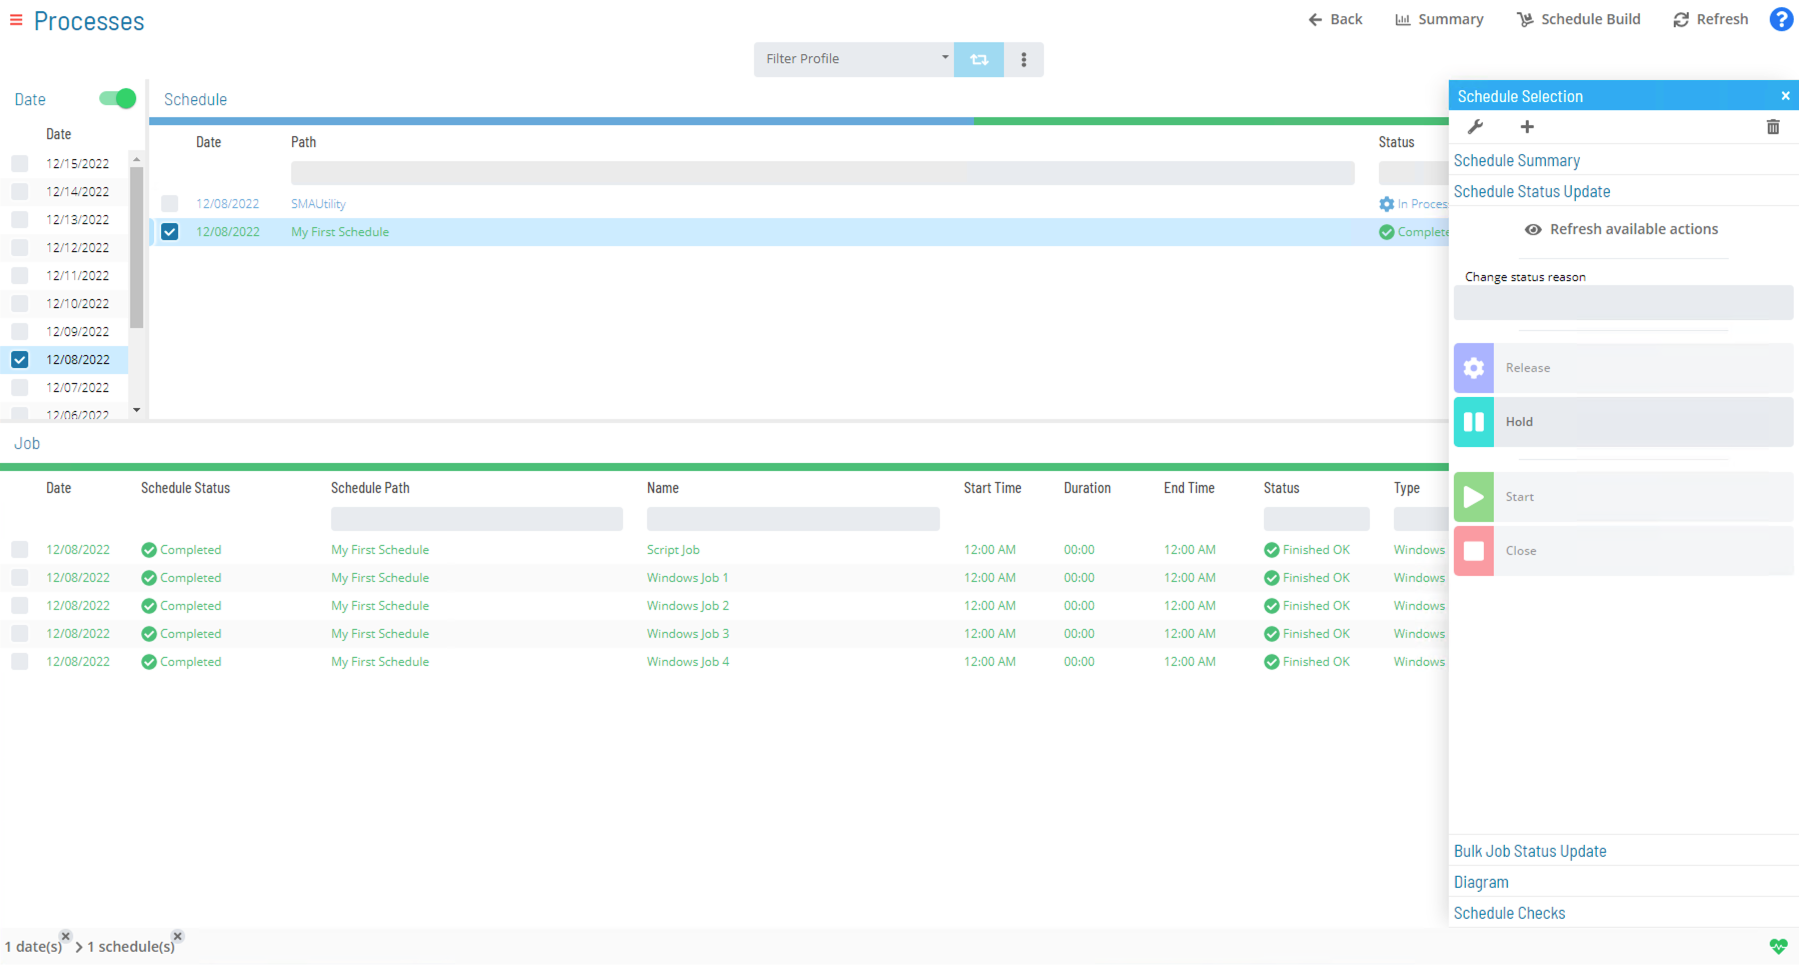 Processes
Back Summary Schedule Build Refresh ?
Filter Profile
Date
Date
12/15/2022
12/14/2022
12/13/2022
12/12/2022
12/11/2022
12/10/2022
12/09/2022
12/08/2022
12/07/2022
12/06/2022
Schedule
Date Path Status
12/08/2022 SMAUtility In Proces
12/08/2022 My First Schedule Complete
Schedule Selection
Schedule Summary
Schedule Status Update
Refresh available actions
Change status reason
Release
Hold
Start
Close
Bulk Job Status Update
Diagram
Schedule Checks
Job
Date Schedule Status Schedule Path Name Start Time Duration End Time Status Type
12/08/2022 Completed My First Schedule Script Job 12:00 AM 00:00 12:00 AM Finished OK Windows
12/08/2022 Completed My First Schedule Windows Job 1 12:00 AM 00:00 12:00 AM Finished OK Windows
12/08/2022 Completed My First Schedule Windows Job 2 12:00 AM 00:00 12:00 AM Finished OK Windows
12/08/2022 Completed My First Schedule Windows Job 3 12:00 AM 00:00 12:00 AM Finished OK Windows
12/08/2022 Completed My First Schedule Windows Job 4 12:00 AM 00:00 12:00 AM Finished OK Windows
1 date(s) > 1 schedule(s)